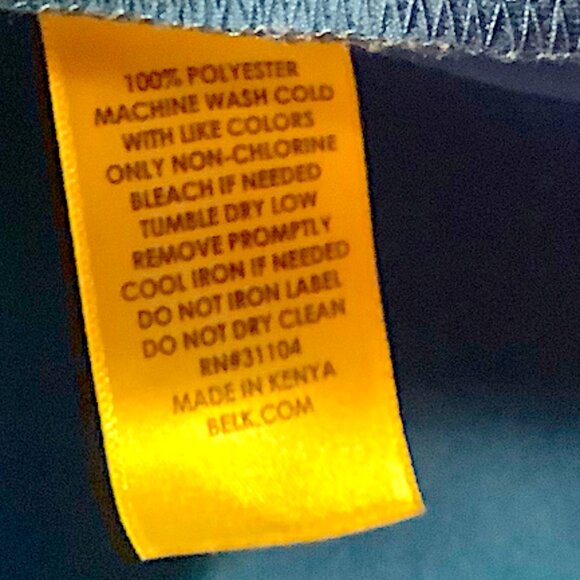 100% POLYESTER
MACHINE WASH COLD
WITH LIKE COLORS
ONLY NON-CHLORINE
BLEACH IF NEEDED
TUMBLE DRY LOW
REMOVE PROMPTLY
COOL IRON IF NEEDED
DO NOT IRON LABEL
DO NOT DRY CLEAN
RN#31104
MADE IN KENYA
BELK.COM